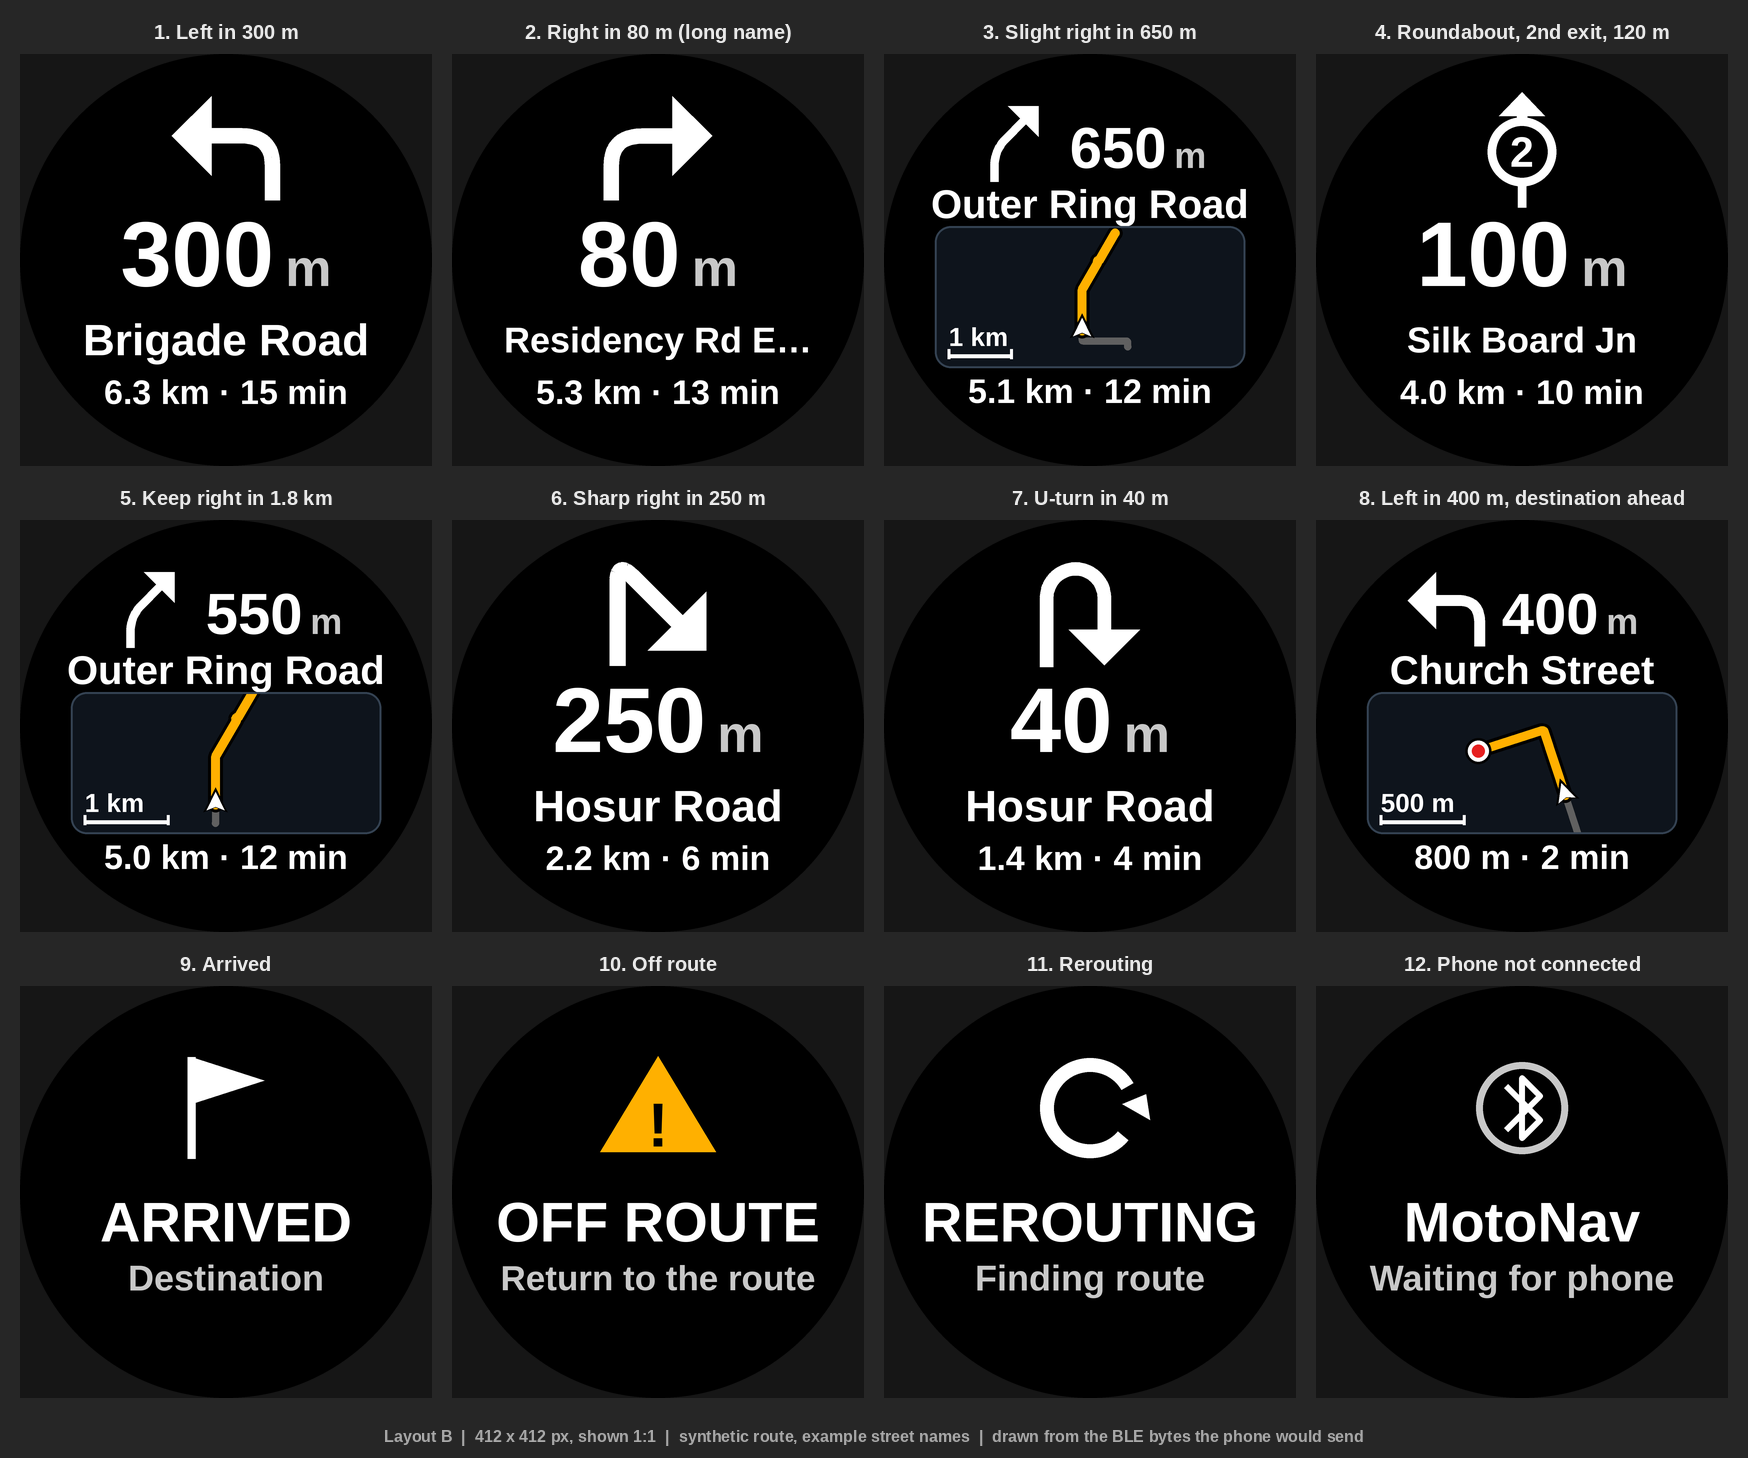 1. Left in 300 m
300 m
Brigade Road
6.3 km · 15 min
2. Right in 80 m (long name)
80 m
Residency Rd E...
5.3 km · 13 min
3. Slight right in 650 m
650 m
Outer Ring Road
1 km
5.1 km · 12 min
4. Roundabout, 2nd exit, 120 m
2
100 m
Silk Board Jn
4.0 km · 10 min
5. Keep right in 1.8 km
550 m
Outer Ring Road
1 km
5.0 km · 12 min
6. Sharp right in 250 m
250 m
Hosur Road
2.2 km · 6 min
7. U-turn in 40 m
40 m
Hosur Road
1.4 km · 4 min
8. Left in 400 m, destination ahead
400 m
Church Street
500 m
800 m · 2 min
9. Arrived
ARRIVED
Destination
10. Off route
!
OFF ROUTE
Return to the route
11. Rerouting
REROUTING
Finding route
12. Phone not connected
MotoNav
Waiting for phone
Layout B | 412 x 412 px, shown 1:1 | synthetic route, example street names | drawn from the BLE bytes the phone would send